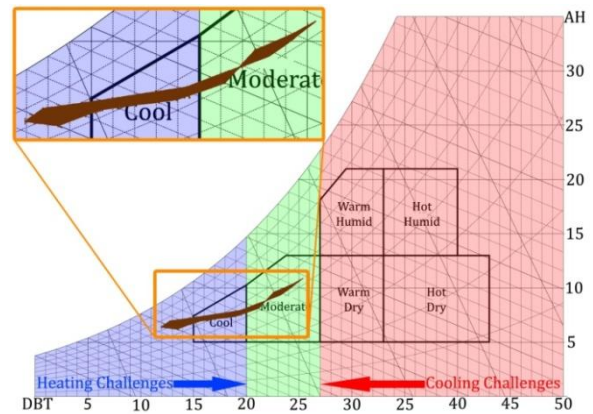 Cool
Moderat
AH
30
25
20
15
10
5
Warm
Humid
Hot
Humid
Cool
Moderat
Warm
Dry
Hot
Dry
Heating Challenges
Cooling Challenges
DBT 5 10 15 20 25 30 25 40 45 50